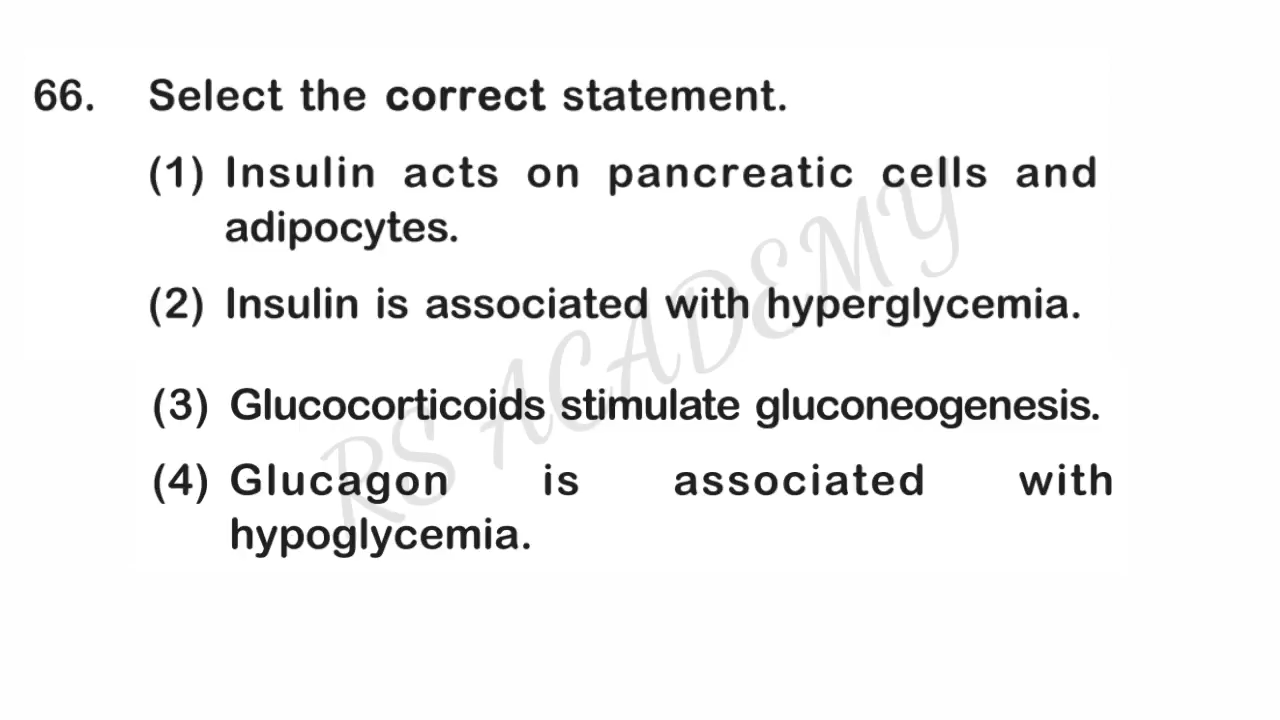 66. Select the correct statement.
(1) Insulin acts on pancreatic cells and
adipocytes.
(2) Insulin is associated with hyperglycemia.
(3) Glucocorticoids stimulate gluconeogenesis.
(4) Glucagon is associated with
hypoglycemia.
RS ACADEMY